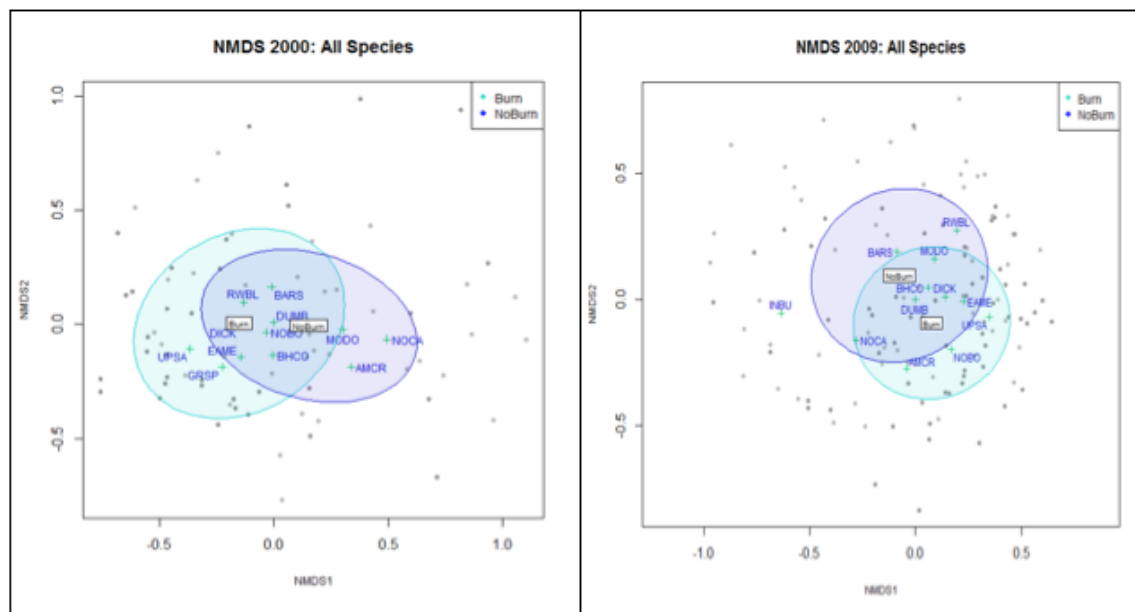 NMDS 2000: All Species
Burn
NoBurn
1.0
0.5
0.0
-0.5
NMDS2
RWBL
BARS
DUMB
Burn
NoBurn
DICK
NOBO
MODO
NOCA
UPSA
EAME
BHCO
GRSP
AMCR
-0.5
0.0
0.5
1.0
NMDS1
NMDS 2009: All Species
Burn
NoBurn
0.5
0.0
-0.5
NMDS2
RWBL
BARS
MODO
NoBurn
BHCO
DICK
INBU
DUMB
EAME
Burn
UPSA
NOCA
NOBO
AMCR
-1.0
-0.5
0.0
0.5
NMDS1